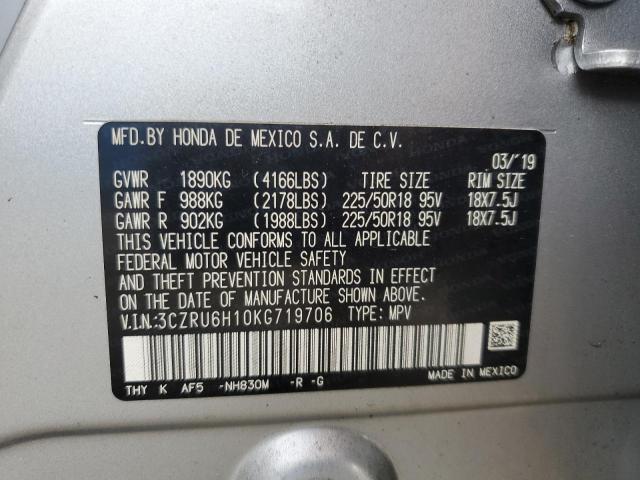 MFD.BY HONDA DE MEXICO S.A. DE C.V.
03/'19
GVWR 1890KG (4166LBS) TIRE SIZE RIM SIZE
GAWR F 988KG (2178LBS) 225/50R18 95V 18X7.5J
GAWR R 902KG (1988LBS) 225/50R18 95V 18X7.5J
THIS VEHICLE CONFORMS TO ALL APPLICABLE
FEDERAL MOTOR VEHICLE SAFETY
AND THEFT PREVENTION STANDARDS IN EFFECT
ON THE DATE OF MANUFACTURE SHOWN ABOVE.
V.I.N.:3CZRU6H10KG719706 TYPE: MPV
THY K AF5 -NH830M -R -G
MADE IN MEXICO